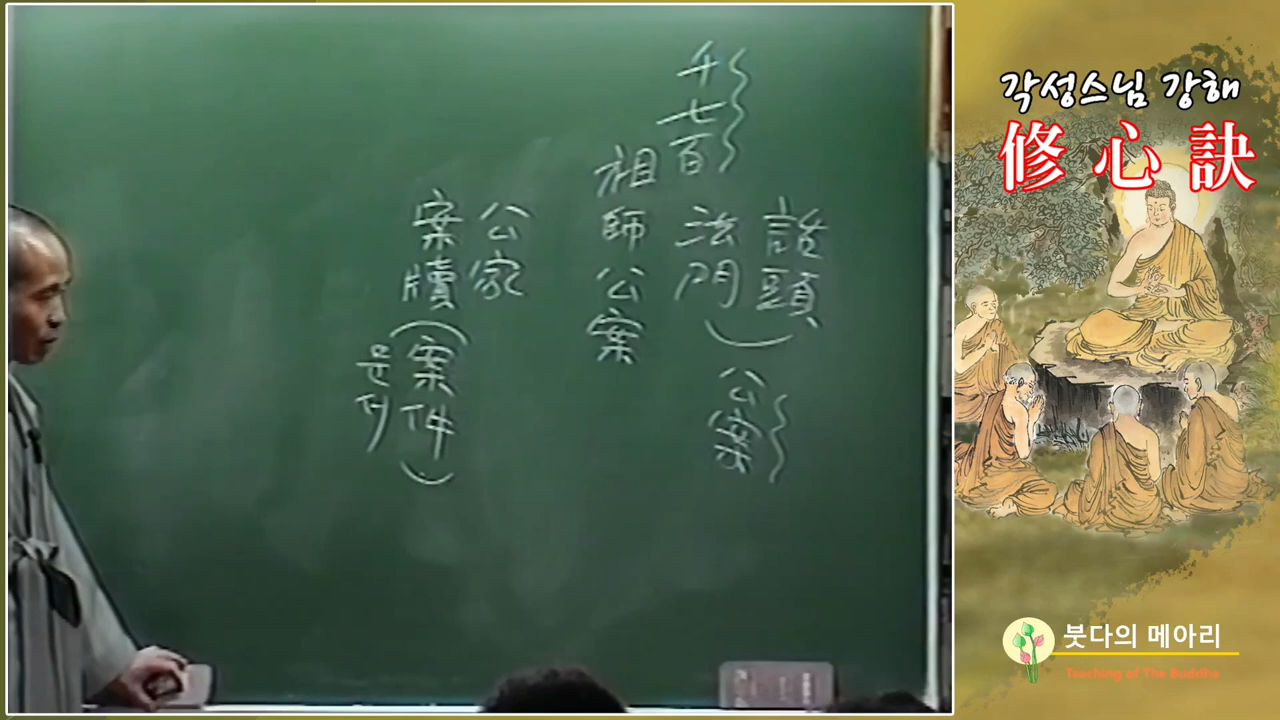 話頭
公案
千七百
法門
祖師公案
公家
案牘(案件)
문서
각성스님 강해
修心訣
붓다의 메아리
Teaching of The Buddha